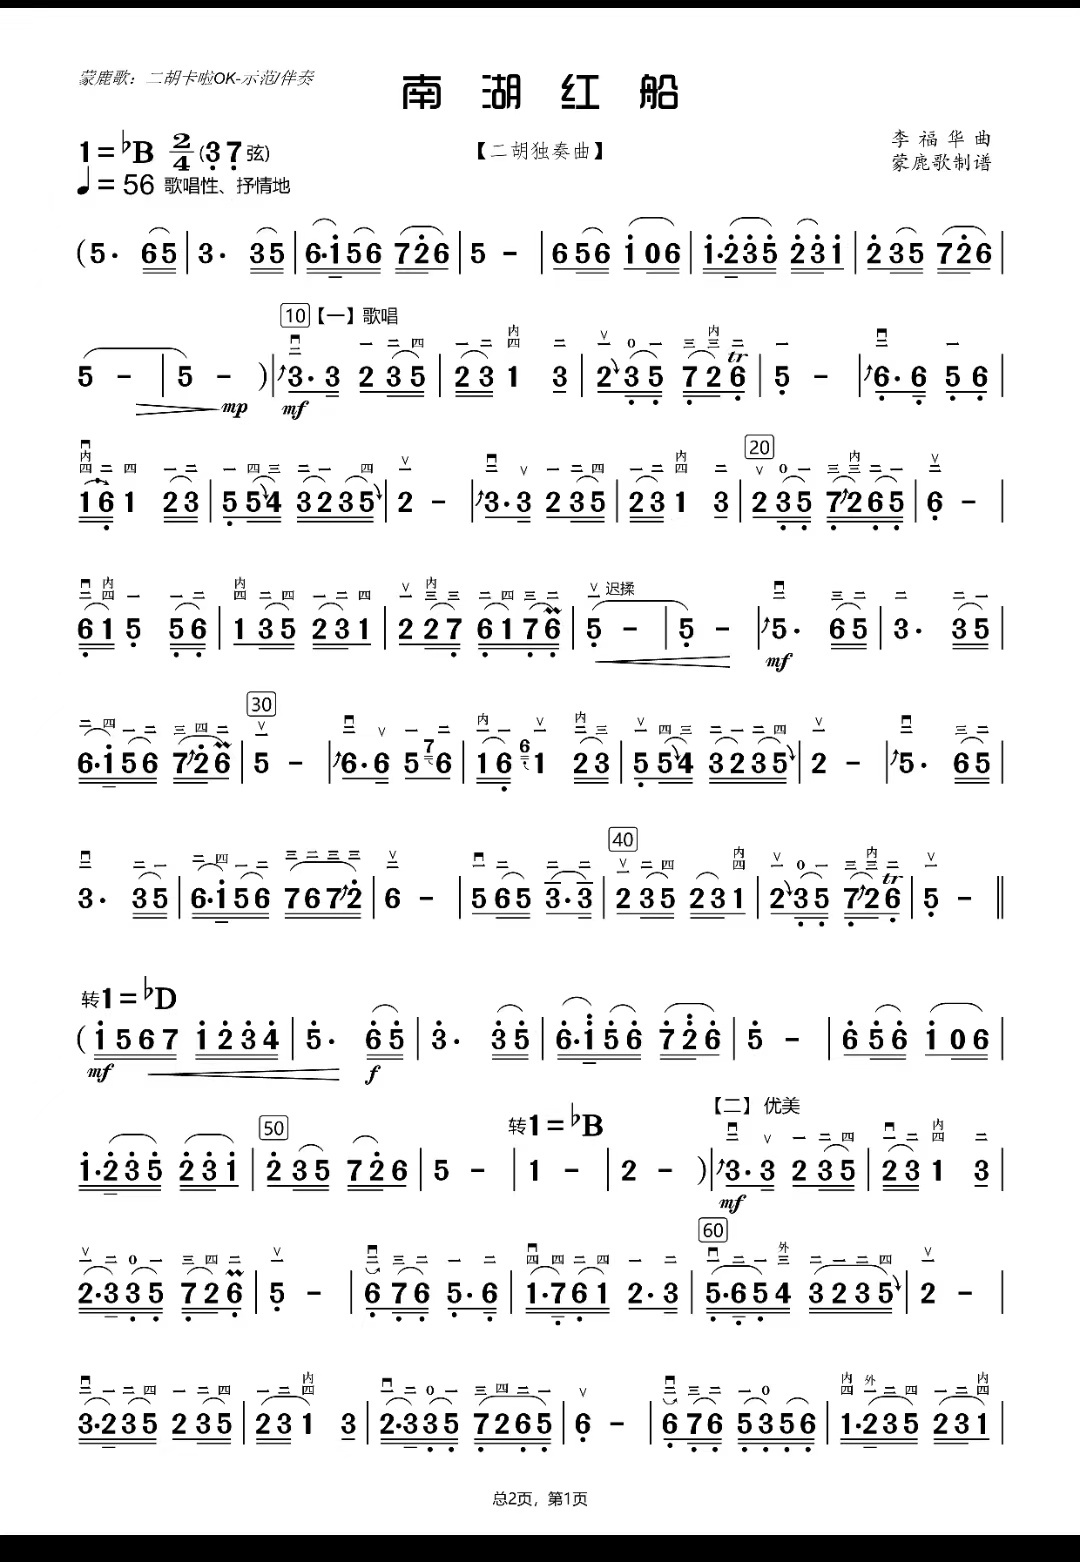 蒙鹿歌：二胡卡啦OK-示范/伴奏
南 湖 红 船
1=♭B 2/4 (3 7 弦)
【二胡独奏曲】
李 福 华 曲
蒙鹿歌制谱
♩= 56 歌唱性、抒情地
(5· 65 | 3· 35 | 6·156 726 | 5 - | 656 106 | 1·235 231 | 235 726 |
10 【一】歌唱
5 - | 5 - ) | 3·3 235 | 231 3 | 235 726 | 5 - | 6·6 56 |
mp mf
20
161 23 | 554 3235 | 2 - | 3·3 235 | 231 3 | 235 7265 | 6 - |
迟揉
615 56 | 135 231 | 227 6176 | 5 - | 5 - | 5· 65 | 3· 35 |
mf
30
6·156 726 | 5 - | 6·6 576 | 1661 23 | 554 3235 | 2 - | 5· 65 |
40
3· 35 | 6·156 7672 | 6 - | 565 3·3 | 235 231 | 235 726 | 5 - ‖
转1=♭D
(1567 1234 | 5· 65 | 3· 35 | 6·156 726 | 5 - | 656 106 |
mf f
50 转1=♭B 【二】 优美
1·235 231 | 235 726 | 5 - | 1 - | 2 - ) | 3·3 235 | 231 3 |
mf
60
2·335 726 | 5 - | 676 5·6 | 1·761 2·3 | 5·654 3235 | 2 - |
3·235 235 | 231 3 | 2·335 7265 | 6 - | 676 5356 | 1·235 231 |
总2页，第1页